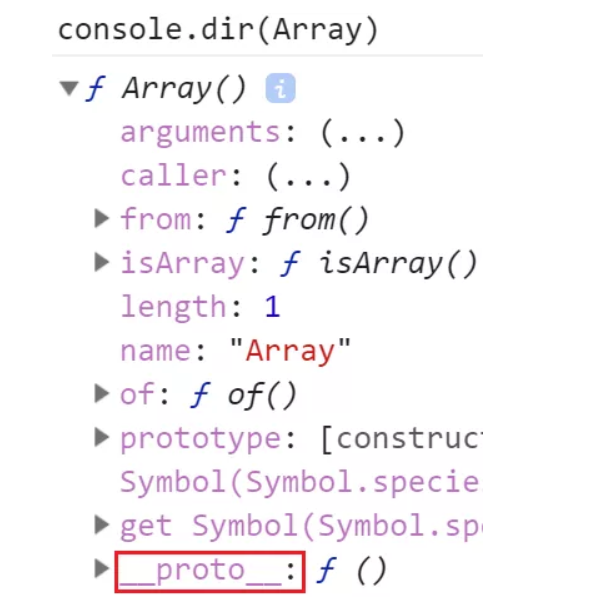 console.dir(Array)
ƒ Array() i
arguments: (...)
caller: (...)
from: ƒ from()
isArray: ƒ isArray()
length: 1
name: "Array"
of: ƒ of()
prototype: [construct
Symbol(Symbol.specie
get Symbol(Symbol.sp
__proto__: ƒ ()